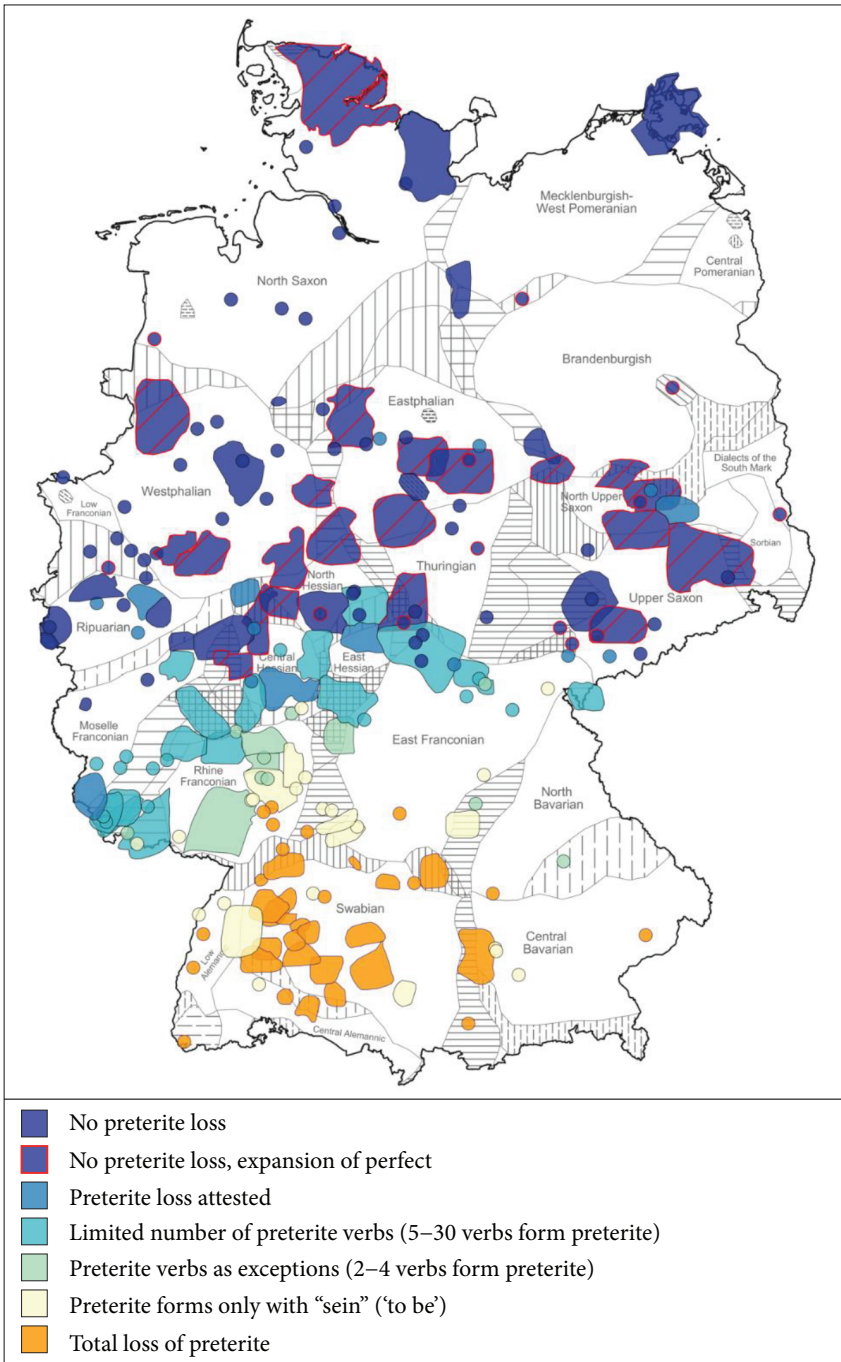 Mecklenburgish-
West Pomeranian
Central
Pomeranian
North Saxon
Brandenburgish
Eastphalian
Dialects of the
South Mark
Westphalian
North Upper
Saxon
Low
Franconian
Sorbian
Thuringian
North
Hessian
Upper Saxon
Ripuarian
Central
Hessian
East
Hessian
Moselle
Franconian
East Franconian
Rhine
Franconian
North
Bavarian
Swabian
Central
Bavarian
Low
Alemannic
Central Alemannic
No preterite loss
No preterite loss, expansion of perfect
Preterite loss attested
Limited number of preterite verbs (5−30 verbs form preterite)
Preterite verbs as exceptions (2−4 verbs form preterite)
Preterite forms only with “sein” (‘to be’)
Total loss of preterite